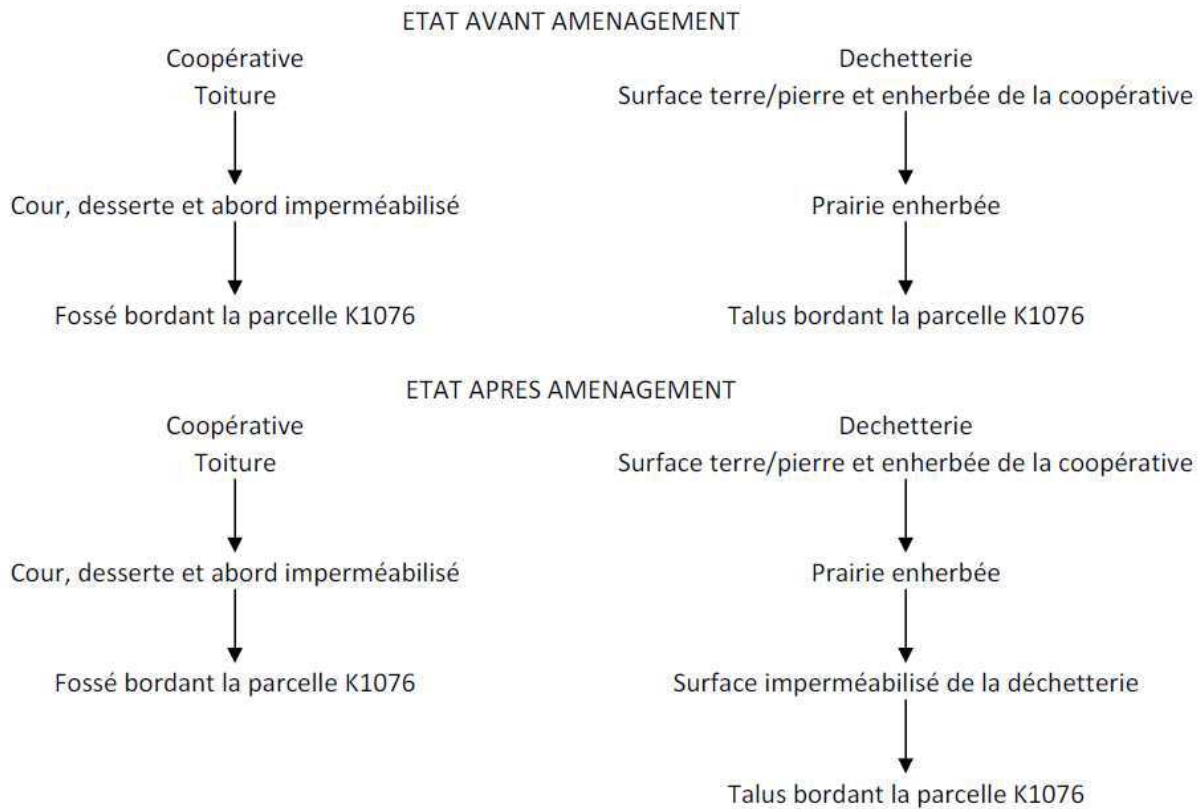 ETAT AVANT AMENAGEMENT
Coopérative
Toiture
Cour, desserte et abord imperméabilisé
Fossé bordant la parcelle K1076
Dechetterie
Surface terre/pierre et enherbée de la coopérative
Prairie enherbée
Talus bordant la parcelle K1076
ETAT APRES AMENAGEMENT
Coopérative
Toiture
Cour, desserte et abord imperméabilisé
Fossé bordant la parcelle K1076
Dechetterie
Surface terre/pierre et enherbée de la coopérative
Prairie enherbée
Surface imperméabilisé de la déchetterie
Talus bordant la parcelle K1076